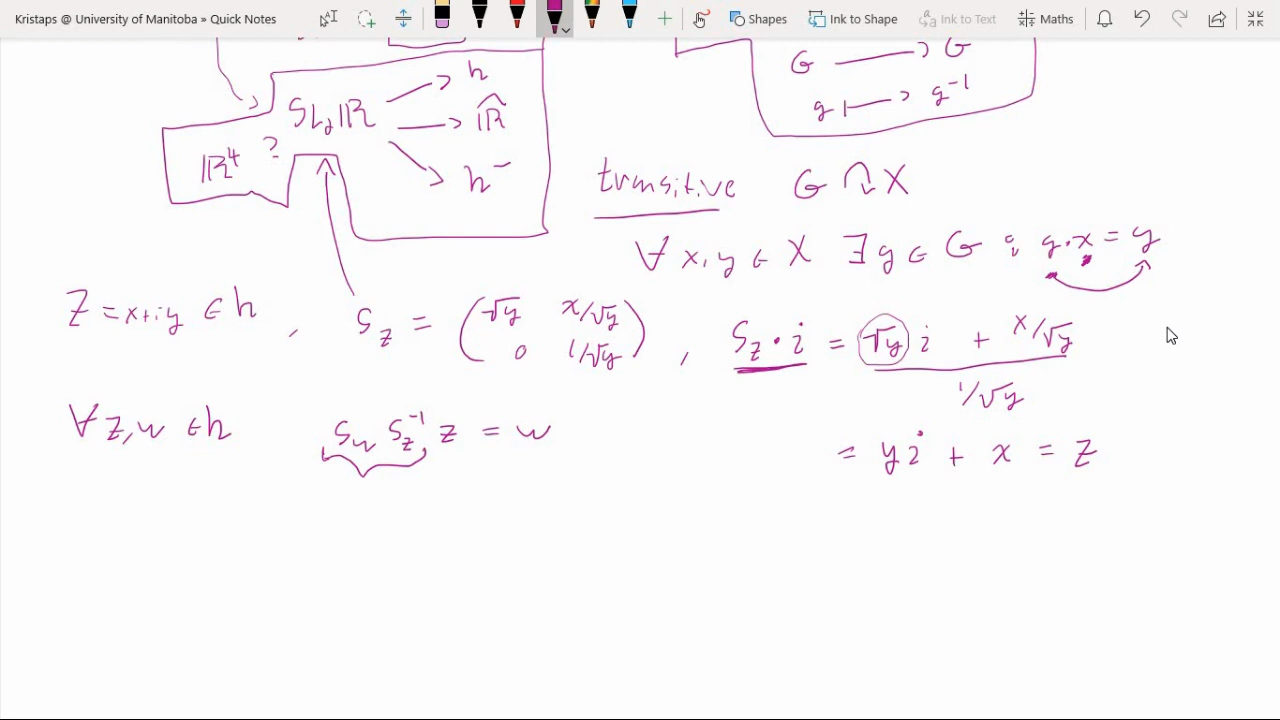 Kristaps @ University of Manitoba » Quick Notes
Shapes Ink to Shape Ink to Text Maths
SL₂ℝ → h
→ ℝ̂
→ h⁻
ℝ⁴ ?
G → G
g ↦ g⁻¹
transitive G ↷ X
∀ x, y ∈ X ∃ g ∈ G : g · x = y
z = x+iy ∈ h , S_z = (√y x/√y
0 1/√y) , S_z · i = √y i + x/√y
1/√y
∀ z, w ∈ h S_w S_z⁻¹ z = w
= yi + x = z